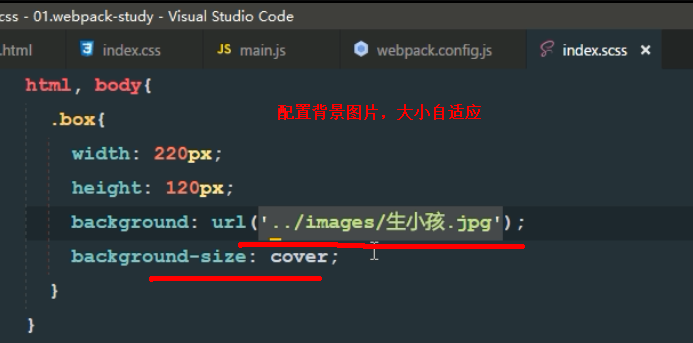 css - 01.webpack-study - Visual Studio Code
.html index.css JS main.js webpack.config.js index.scss ×
html, body{
配置背景图片，大小自适应
.box{
width: 220px;
height: 120px;
background: url('../images/生小孩.jpg');
background-size: cover;
}
}